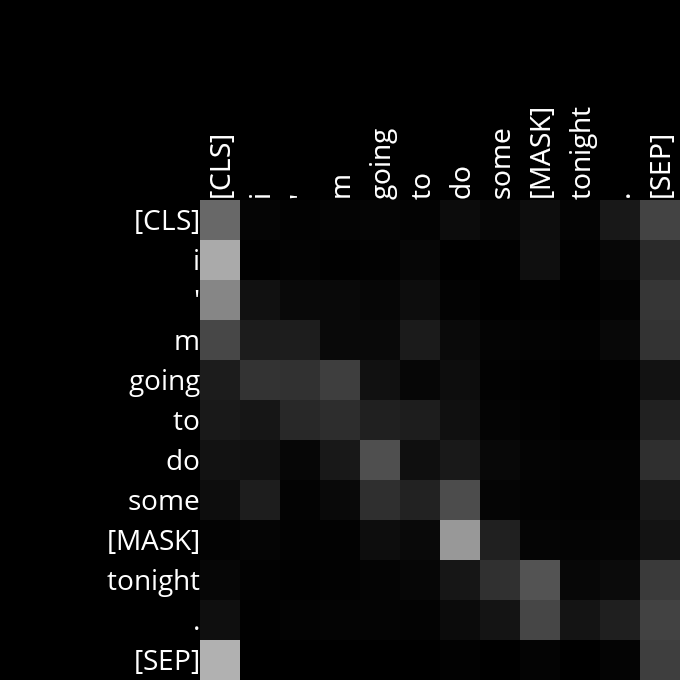 [CLS] i ' m going to do some [MASK] tonight . [SEP]
[CLS]
i
'
m
going
to
do
some
[MASK]
tonight
.
[SEP]